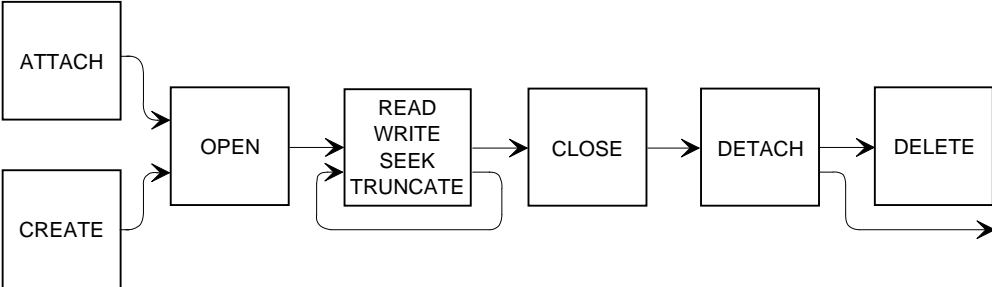 ATTACH
CREATE
OPEN
READ
WRITE
SEEK
TRUNCATE
CLOSE
DETACH
DELETE